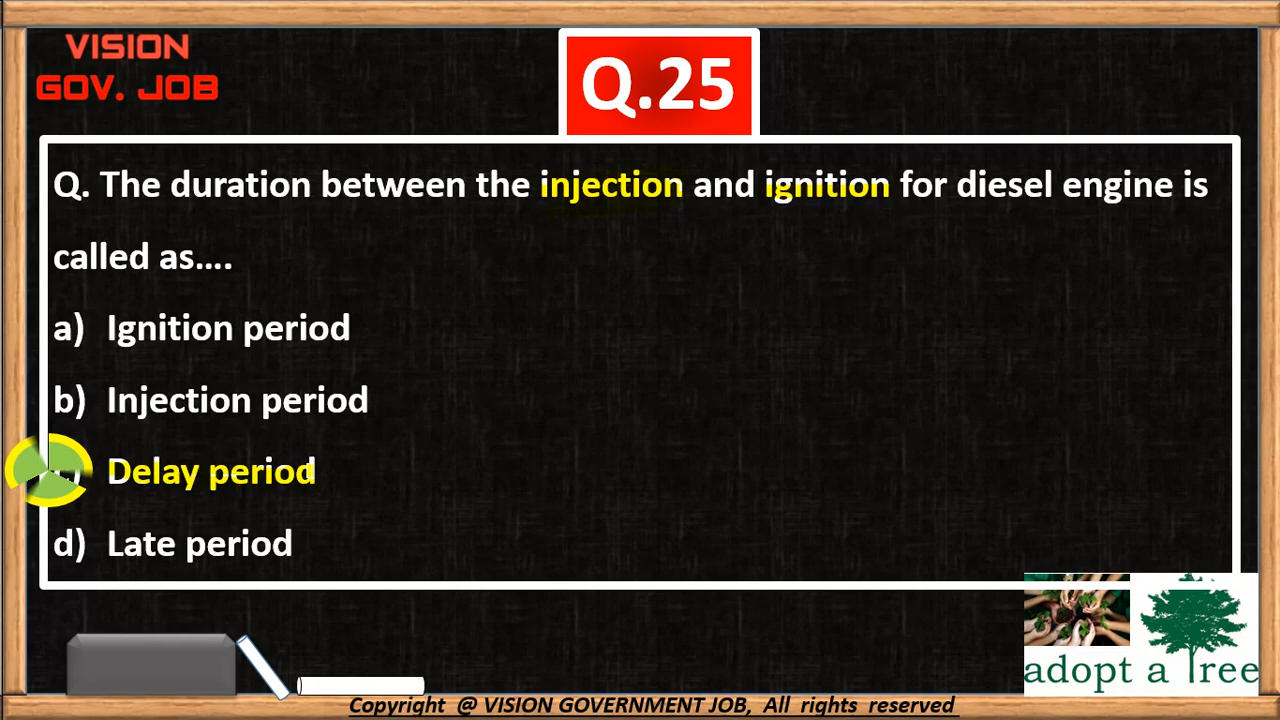 VISION
GOV. JOB
Q.25
Q. The duration between the injection and ignition for diesel engine is
called as....
a) Ignition period
b) Injection period
Delay period
d) Late period
adopt a Tree
Copyright @ VISION GOVERNMENT JOB, All rights reserved